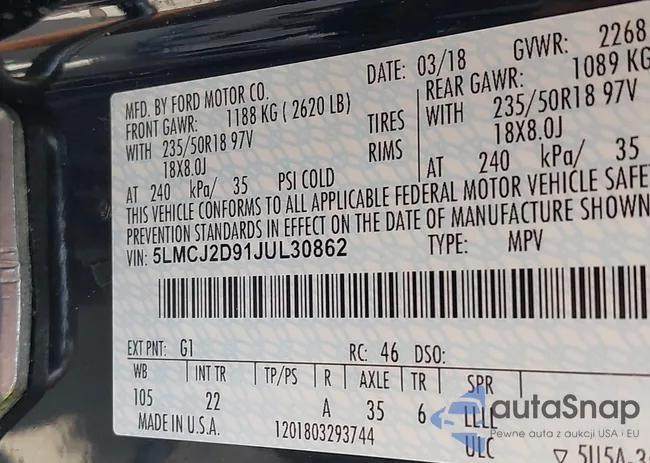 MFD. BY FORD MOTOR CO. DATE: 03/18 GVWR: 2268
FRONT GAWR: 1188 KG ( 2620 LB) REAR GAWR: 1089 KG
WITH 235/50R18 97V TIRES WITH 235/50R18 97V
18X8.0J RIMS 18X8.0J
AT 240 kPa/ 35 PSI COLD AT 240 kPa/ 35
THIS VEHICLE CONFORMS TO ALL APPLICABLE FEDERAL MOTOR VEHICLE SAFE
PREVENTION STANDARDS IN EFFECT ON THE DATE OF MANUFACTURE SHOWN
VIN: 5LMCJ2D91JUL30862 TYPE: MPV
EXT PNT: G1 RC: 46 DSO:
WB INT TR TP/PS R AXLE TR SPR
105 22 A 35 6 LLLL
MADE IN U.S.A. 1201803293744 ULC
autaSnap
Pewne auta z aukcji USA i EU